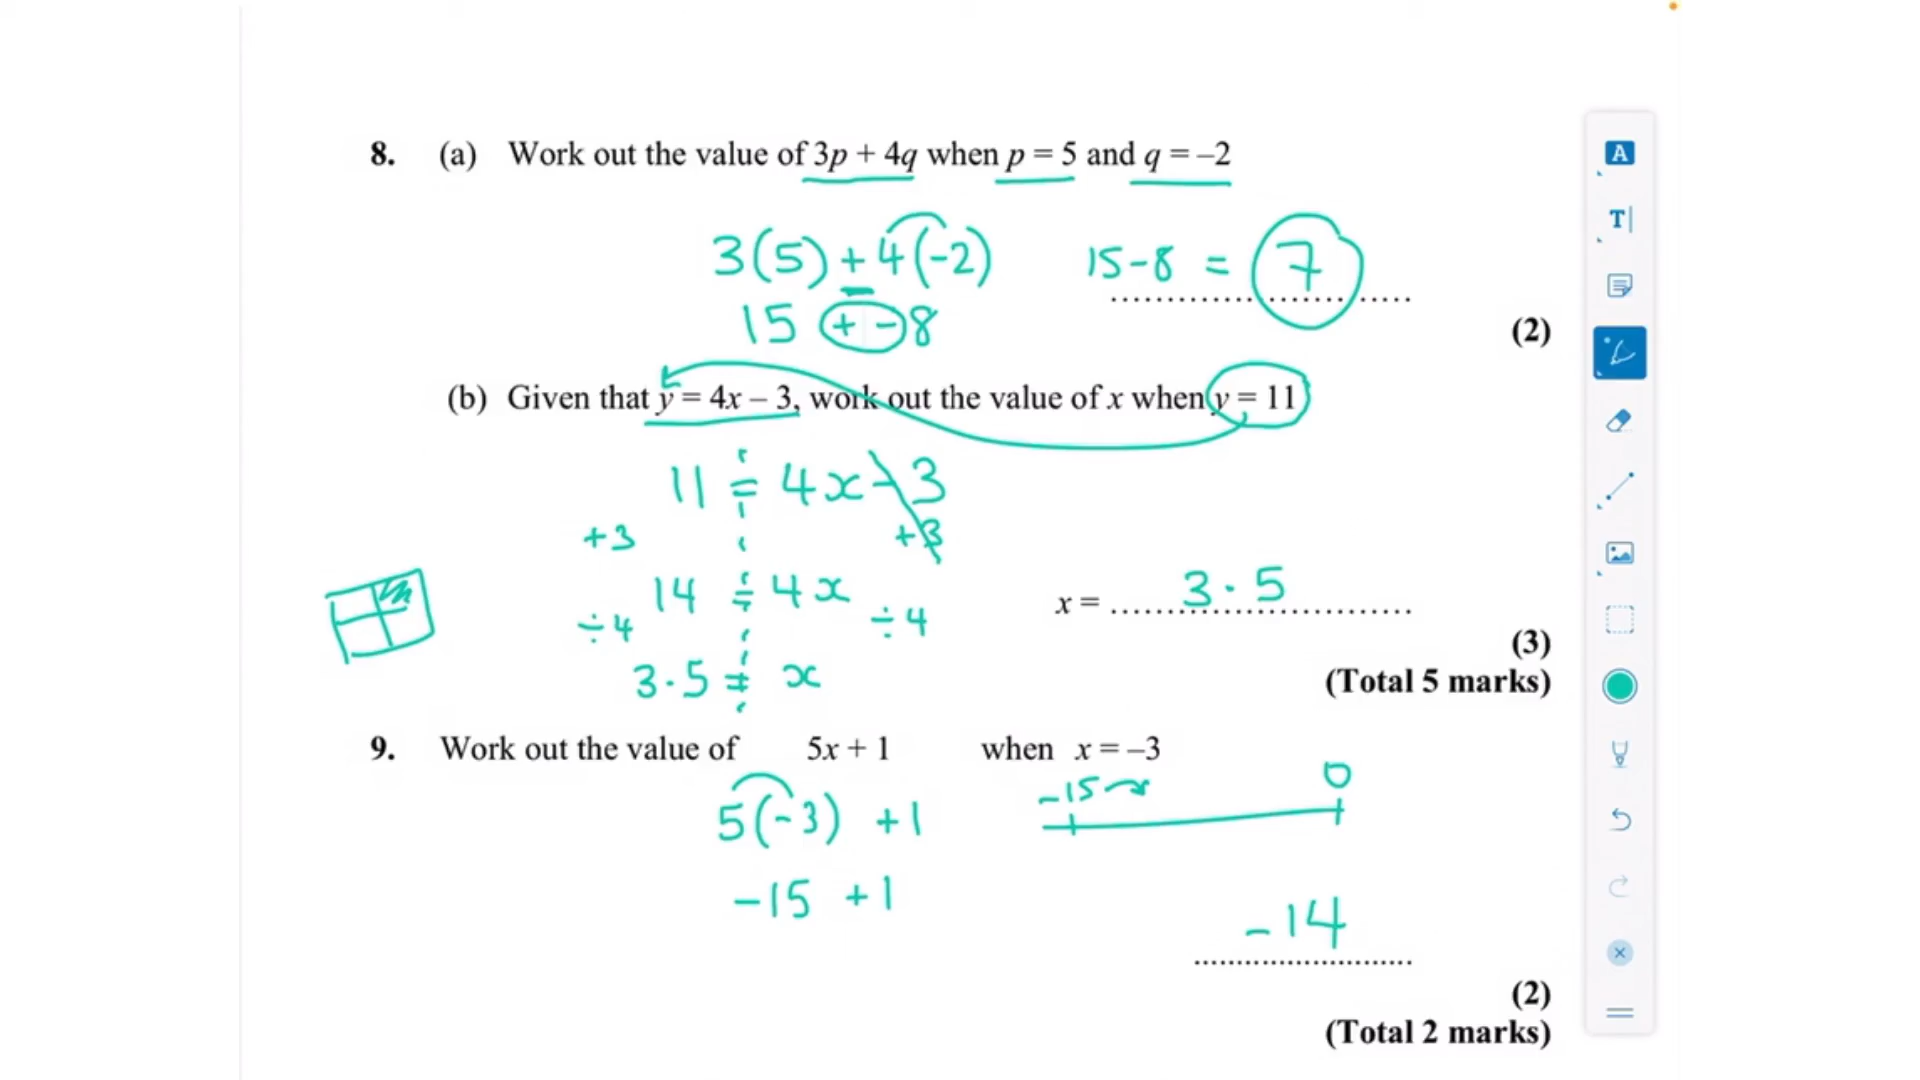 8. (a) Work out the value of 3p + 4q when p = 5 and q = –2
3(5) + 4(-2) 15-8 = 7
15 + -8
(2)
(b) Given that y = 4x – 3, work out the value of x when y = 11
11 = 4x - 3
+3 +3
14 = 4x
÷4 ÷4
x = 3.5
(3)
3.5 = x
(Total 5 marks)
9. Work out the value of 5x + 1 when x = –3
-15 0
5(-3) +1
-15 +1
-14
(2)
(Total 2 marks)
A
T